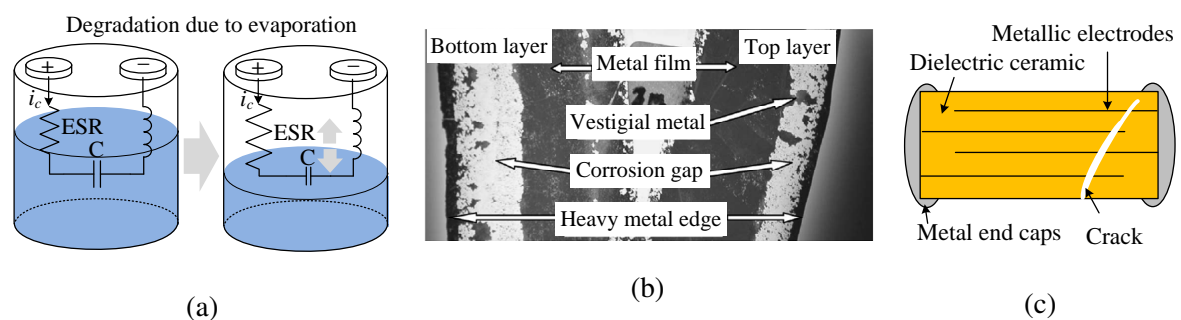 Degradation due to evaporation
+
−
i_c
ESR
C
+
−
i_c
ESR
C
(a)
Bottom layer
Top layer
Metal film
Vestigial metal
Corrosion gap
Heavy metal edge
(b)
Metallic electrodes
Dielectric ceramic
Metal end caps
Crack
(c)